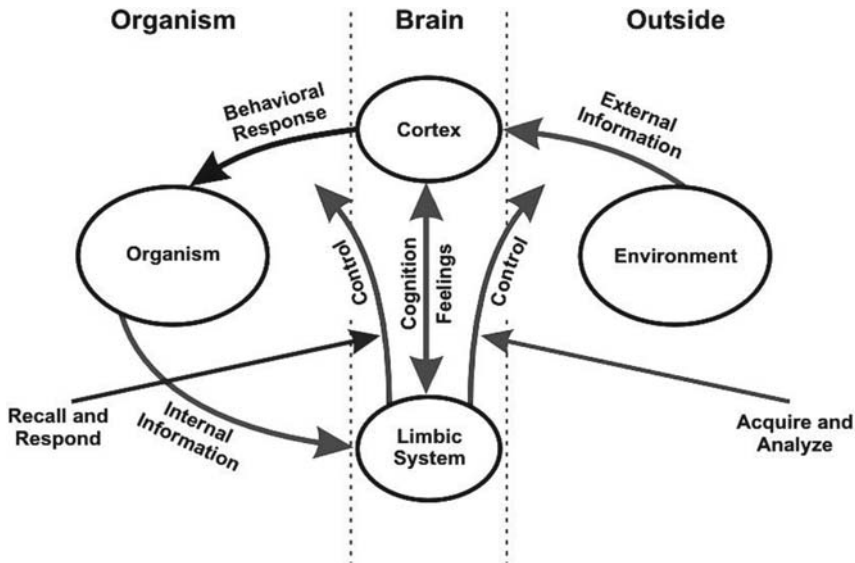 Organism
Brain
Outside
Behavioral
Response
Cortex
External
Information
Organism
Control
Cognition
Feelings
Control
Environment
Recall and
Respond
Internal
Information
Limbic
System
Acquire and
Analyze